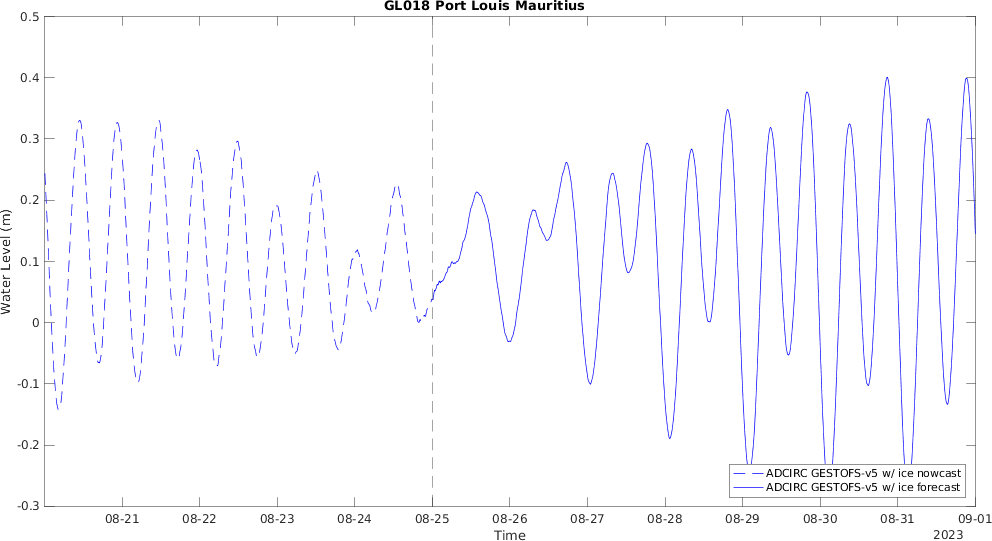 GL018 Port Louis Mauritius
0.5
0.4
0.3
0.2
0.1
0
-0.1
-0.2
-0.3
Water Level (m)
ADCIRC GESTOFS-v5 w/ ice nowcast
ADCIRC GESTOFS-v5 w/ ice forecast
08-21 08-22 08-23 08-24 08-25 08-26 08-27 08-28 08-29 08-30 08-31 09-01
Time
2023